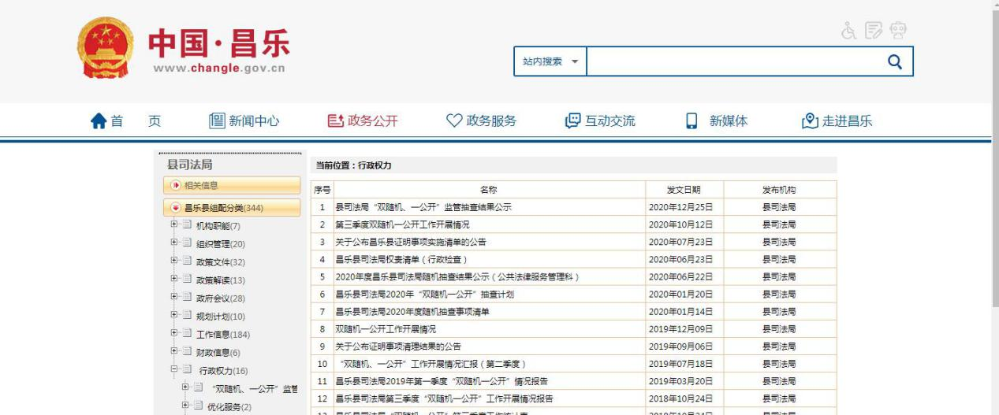 中国·昌乐
www.changle.gov.cn
站内搜索
首 页 新闻中心 政务公开 政务服务 互动交流 新媒体 走进昌乐
县司法局
相关信息
昌乐县组配分类(344)
机构职能(7)
组织管理(20)
政策文件(32)
政策解读(13)
政府会议(28)
规划计划(10)
工作信息(184)
财政信息(6)
行政权力(16)
“双随机、一公开”监管
优化服务(2)
当前位置：行政权力
序号 名称 发文日期 发布机构
1 县司法局“双随机、一公开”监管抽查结果公示 2020年12月25日 县司法局
2 第三季度双随机一公开工作开展情况 2020年10月12日 县司法局
3 关于公布昌乐县证明事项实施清单的公告 2020年07月23日 县司法局
4 昌乐县司法局权责清单（行政检查） 2020年06月23日 县司法局
5 2020年度昌乐县司法局随机抽查结果公示（公共法律服务管理科） 2020年06月22日 县司法局
6 昌乐县司法局2020年“双随机一公开”抽查计划 2020年01月20日 县司法局
7 昌乐县司法局2020年度随机抽查事项清单 2020年01月14日 县司法局
8 双随机一公开工作开展情况 2019年12月09日 县司法局
9 关于公布证明事项清理结果的公告 2019年09月06日 县司法局
10 “双随机、一公开”工作开展情况汇报（第二季度） 2019年07月18日 县司法局
11 昌乐县司法局2019年第一季度“双随机一公开”情况报告 2019年03月20日 县司法局
12 昌乐县司法局第三季度“双随机一公开”工作开展情况报告 2018年10月24日 县司法局